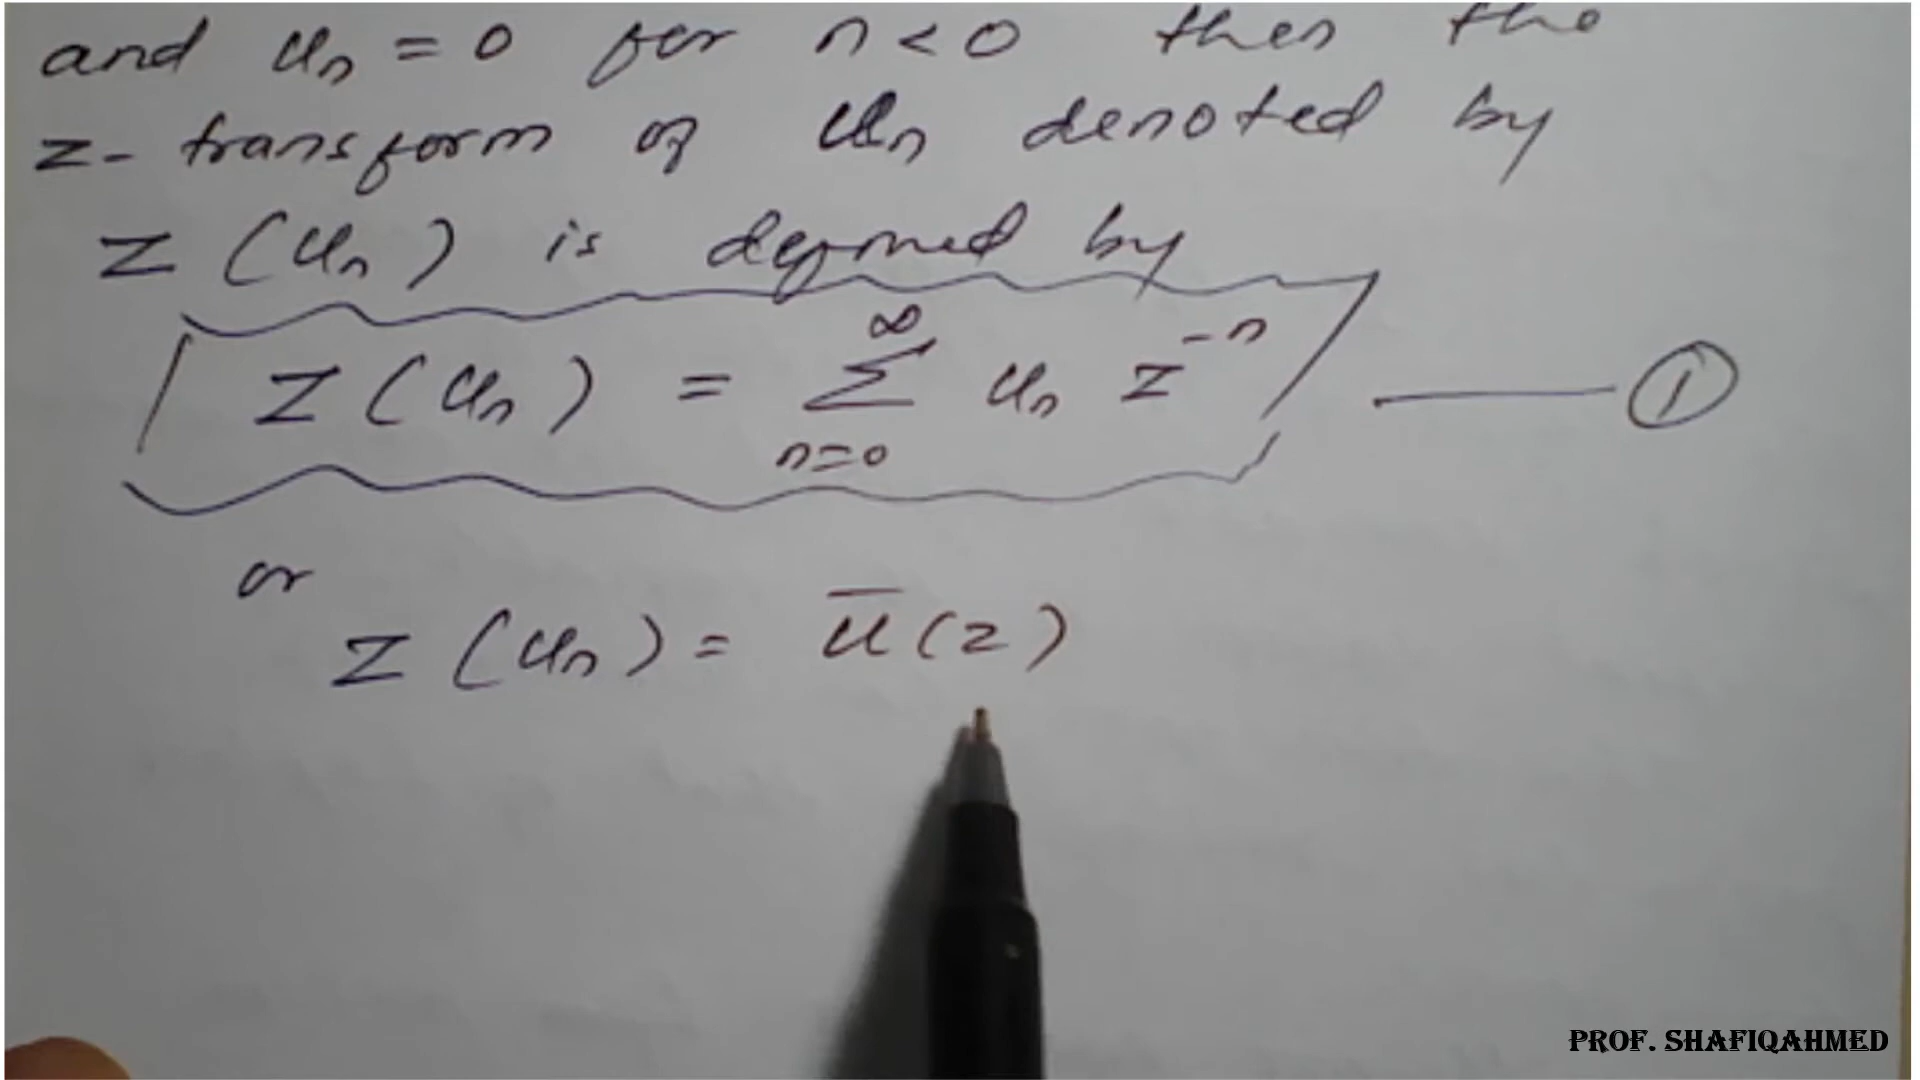 and uₙ = 0 for n < 0 then the
z- transform of uₙ denoted by
Z (uₙ) is defined by
Z (uₙ) = ∞ Σ n=0 uₙ z⁻ⁿ —— ①
or
Z (uₙ) = ū (z)
PROF. SHAFIQAHMED